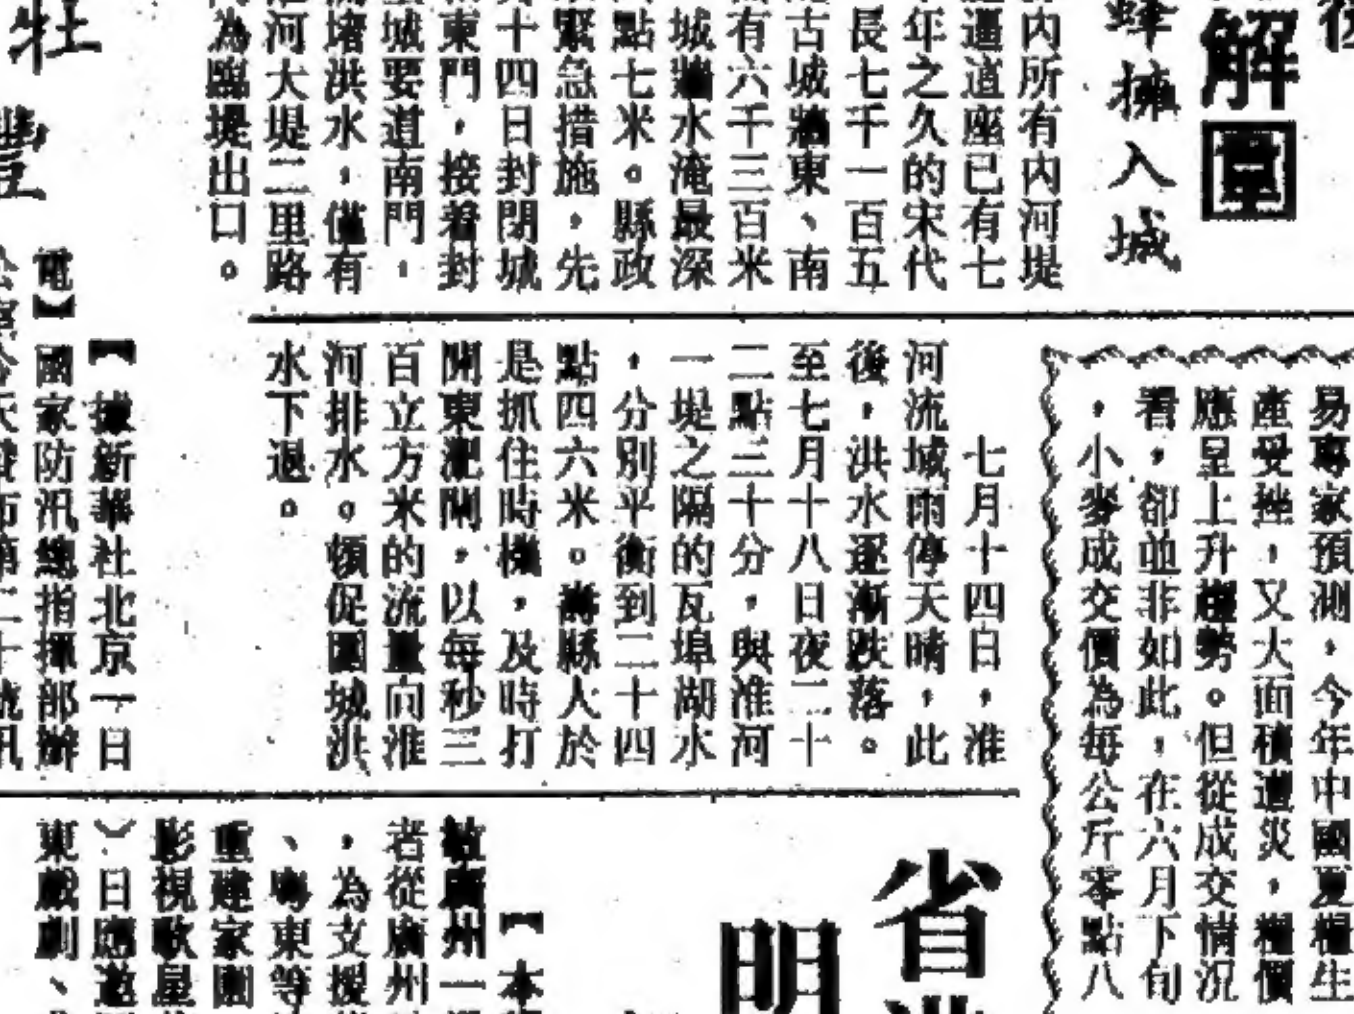 解圍
蜂擁入城
內所有內河堤
逼道座已有七
年之久的宋代
長七千一百五
古城牆東、南
有六千三百米
城牆水淹最深
點七米。縣政
緊急措施，先
十四日封閉城
東門，接着封
城要道南門，
堵洪水，僅有
河大堤二里路
為臨堤出口。
易專家預測，今年中國夏糧生
產受挫，又大面積遭災，糧價
應呈上升趨勢。但從成交情況
看，卻並非如此，在六月下旬
，小麥成交價為每公斤零點八
七月十四日，淮
河流城雨停天晴，此
後，洪水逐漸跌落。
至七月十八日夜二十
二點三十分，與淮河
一堤之隔的瓦埠湖水
，分別平衡到二十四
點四六米。壽縣人於
是抓住時機，及時打
開東淝閘，以每秒三
百立方米的流量向淮
河排水。頓促圍城洪
水下退。
牡豐
【據新華社北京一日
電】國家防汛總指揮部辦
省
明
【本
敏廣州一
者從廣州
，為支援
、粵東等
重建家園
影視歌星
）日應邀
東戲劇、